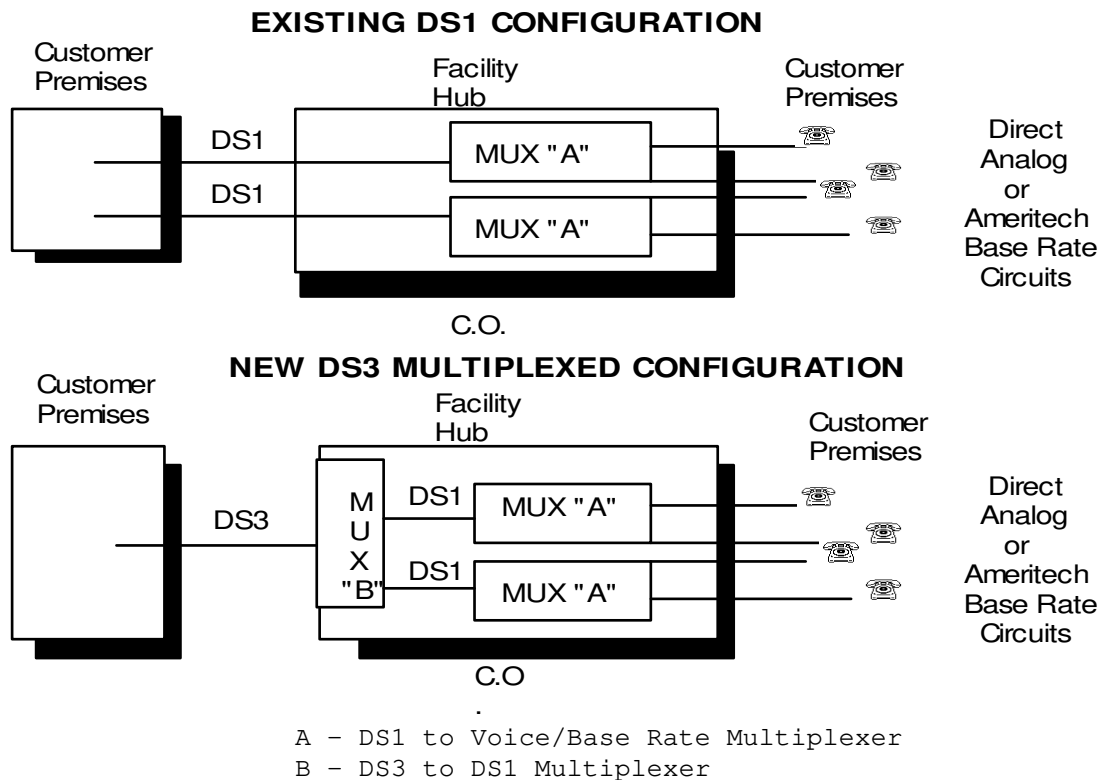 EXISTING DS1 CONFIGURATION
Customer
Premises
Facility
Hub
Customer
Premises
DS1
MUX "A"
DS1
MUX "A"
Direct
Analog
or
Ameritech
Base Rate
Circuits
C.O.
NEW DS3 MULTIPLEXED CONFIGURATION
Customer
Premises
Facility
Hub
Customer
Premises
DS3
M
U
X
"B"
DS1
MUX "A"
DS1
MUX "A"
Direct
Analog
or
Ameritech
Base Rate
Circuits
C.O
.
A - DS1 to Voice/Base Rate Multiplexer
B - DS3 to DS1 Multiplexer